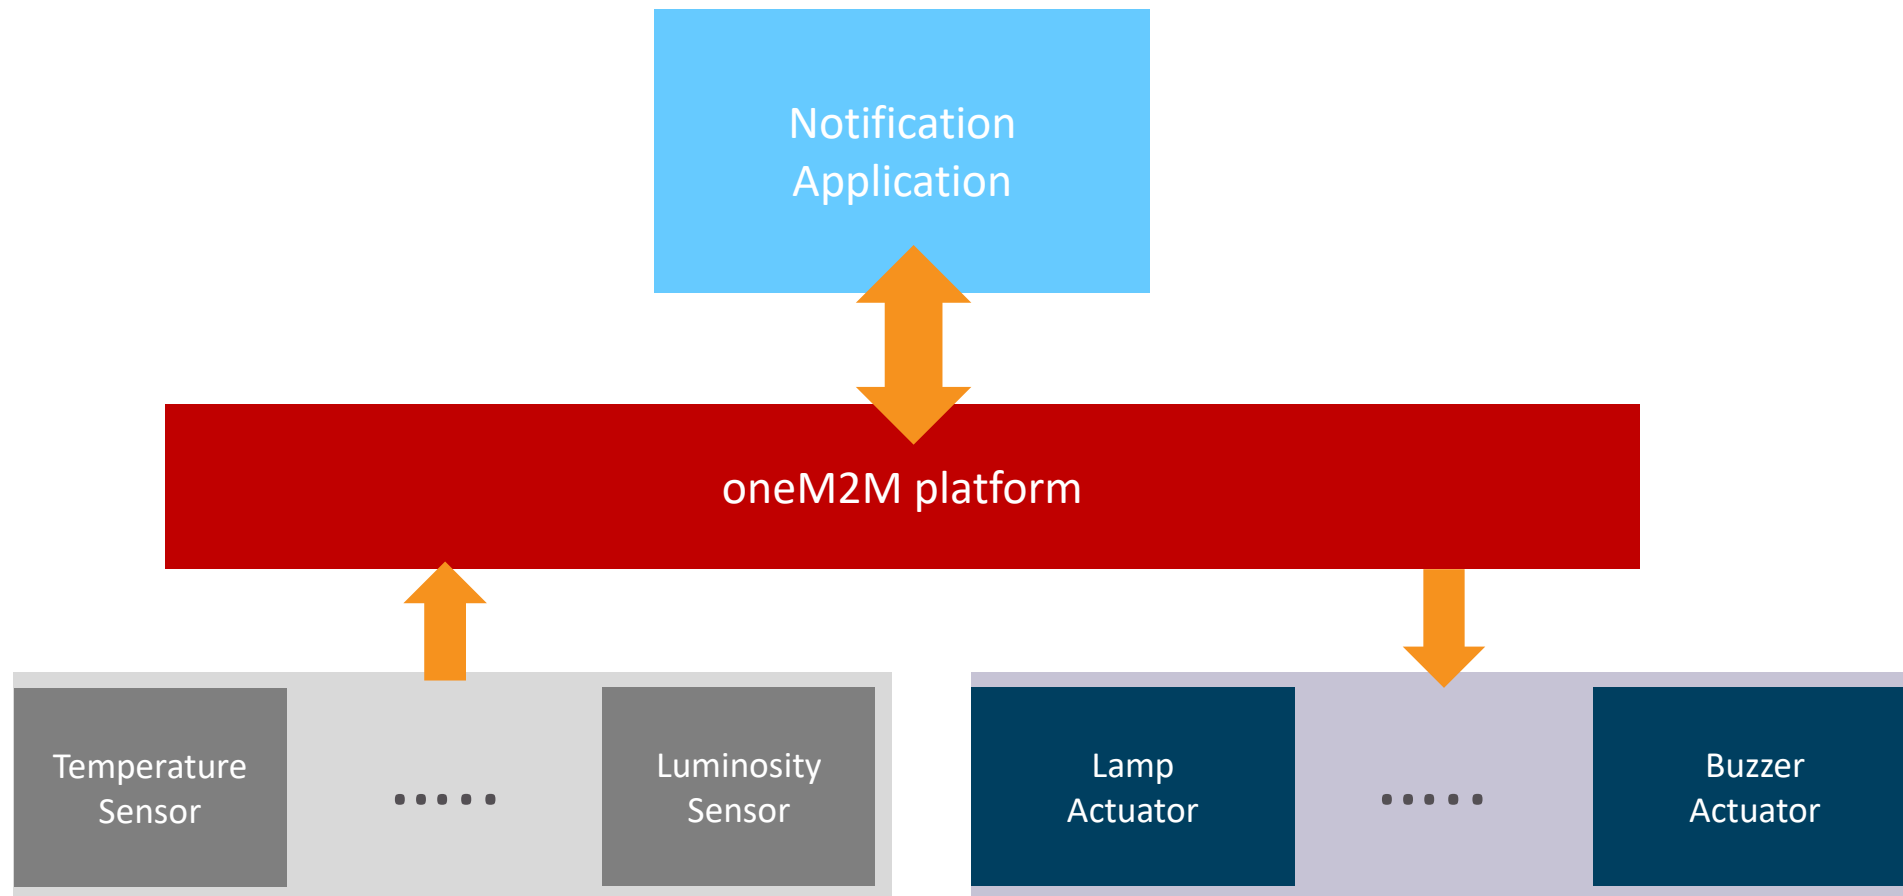 Notification
Application
oneM2M platform
Temperature
Sensor
.....
Luminosity
Sensor
Lamp
Actuator
.....
Buzzer
Actuator